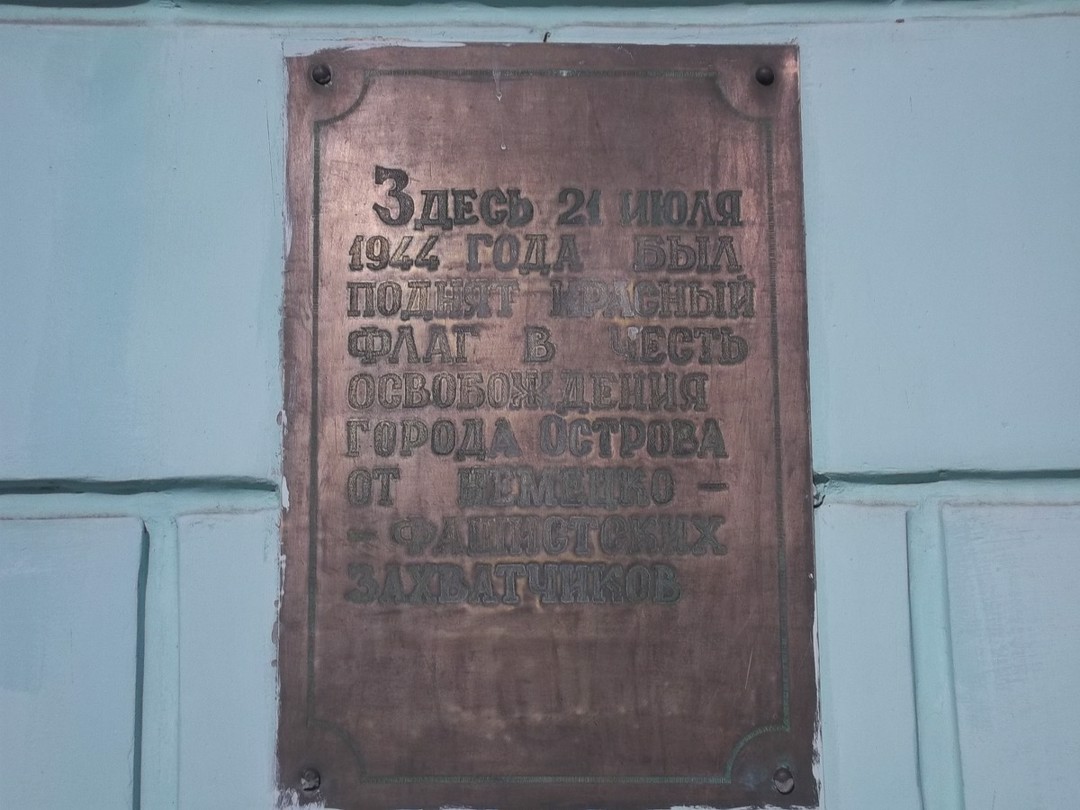 Здесь 21 июля
1944 года был
поднят красный
флаг в честь
освобождения
города Острова
от немецко -
- фашистских
захватчиков